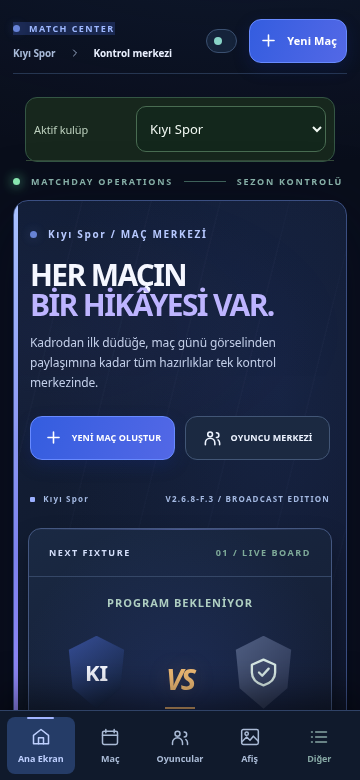 MATCH CENTER
Kıyı Spor > Kontrol merkezi
Yeni Maç
Aktif kulüp
Kıyı Spor
MATCHDAY OPERATIONS
SEZON KONTROLÜ
Kıyı Spor / MAÇ MERKEZİ
HER MAÇIN
BİR HİKÂYESİ VAR.
Kadrodan ilk düdüğe, maç günü görselinden
paylaşımına kadar tüm hazırlıklar tek kontrol
merkezinde.
YENİ MAÇ OLUŞTUR
OYUNCU MERKEZİ
Kıyı Spor
V2.6.8-F.3 / BROADCAST EDITION
NEXT FIXTURE
01 / LIVE BOARD
PROGRAM BEKLENİYOR
KI
VS
Ana Ekran
Maç
Oyuncular
Afiş
Diğer